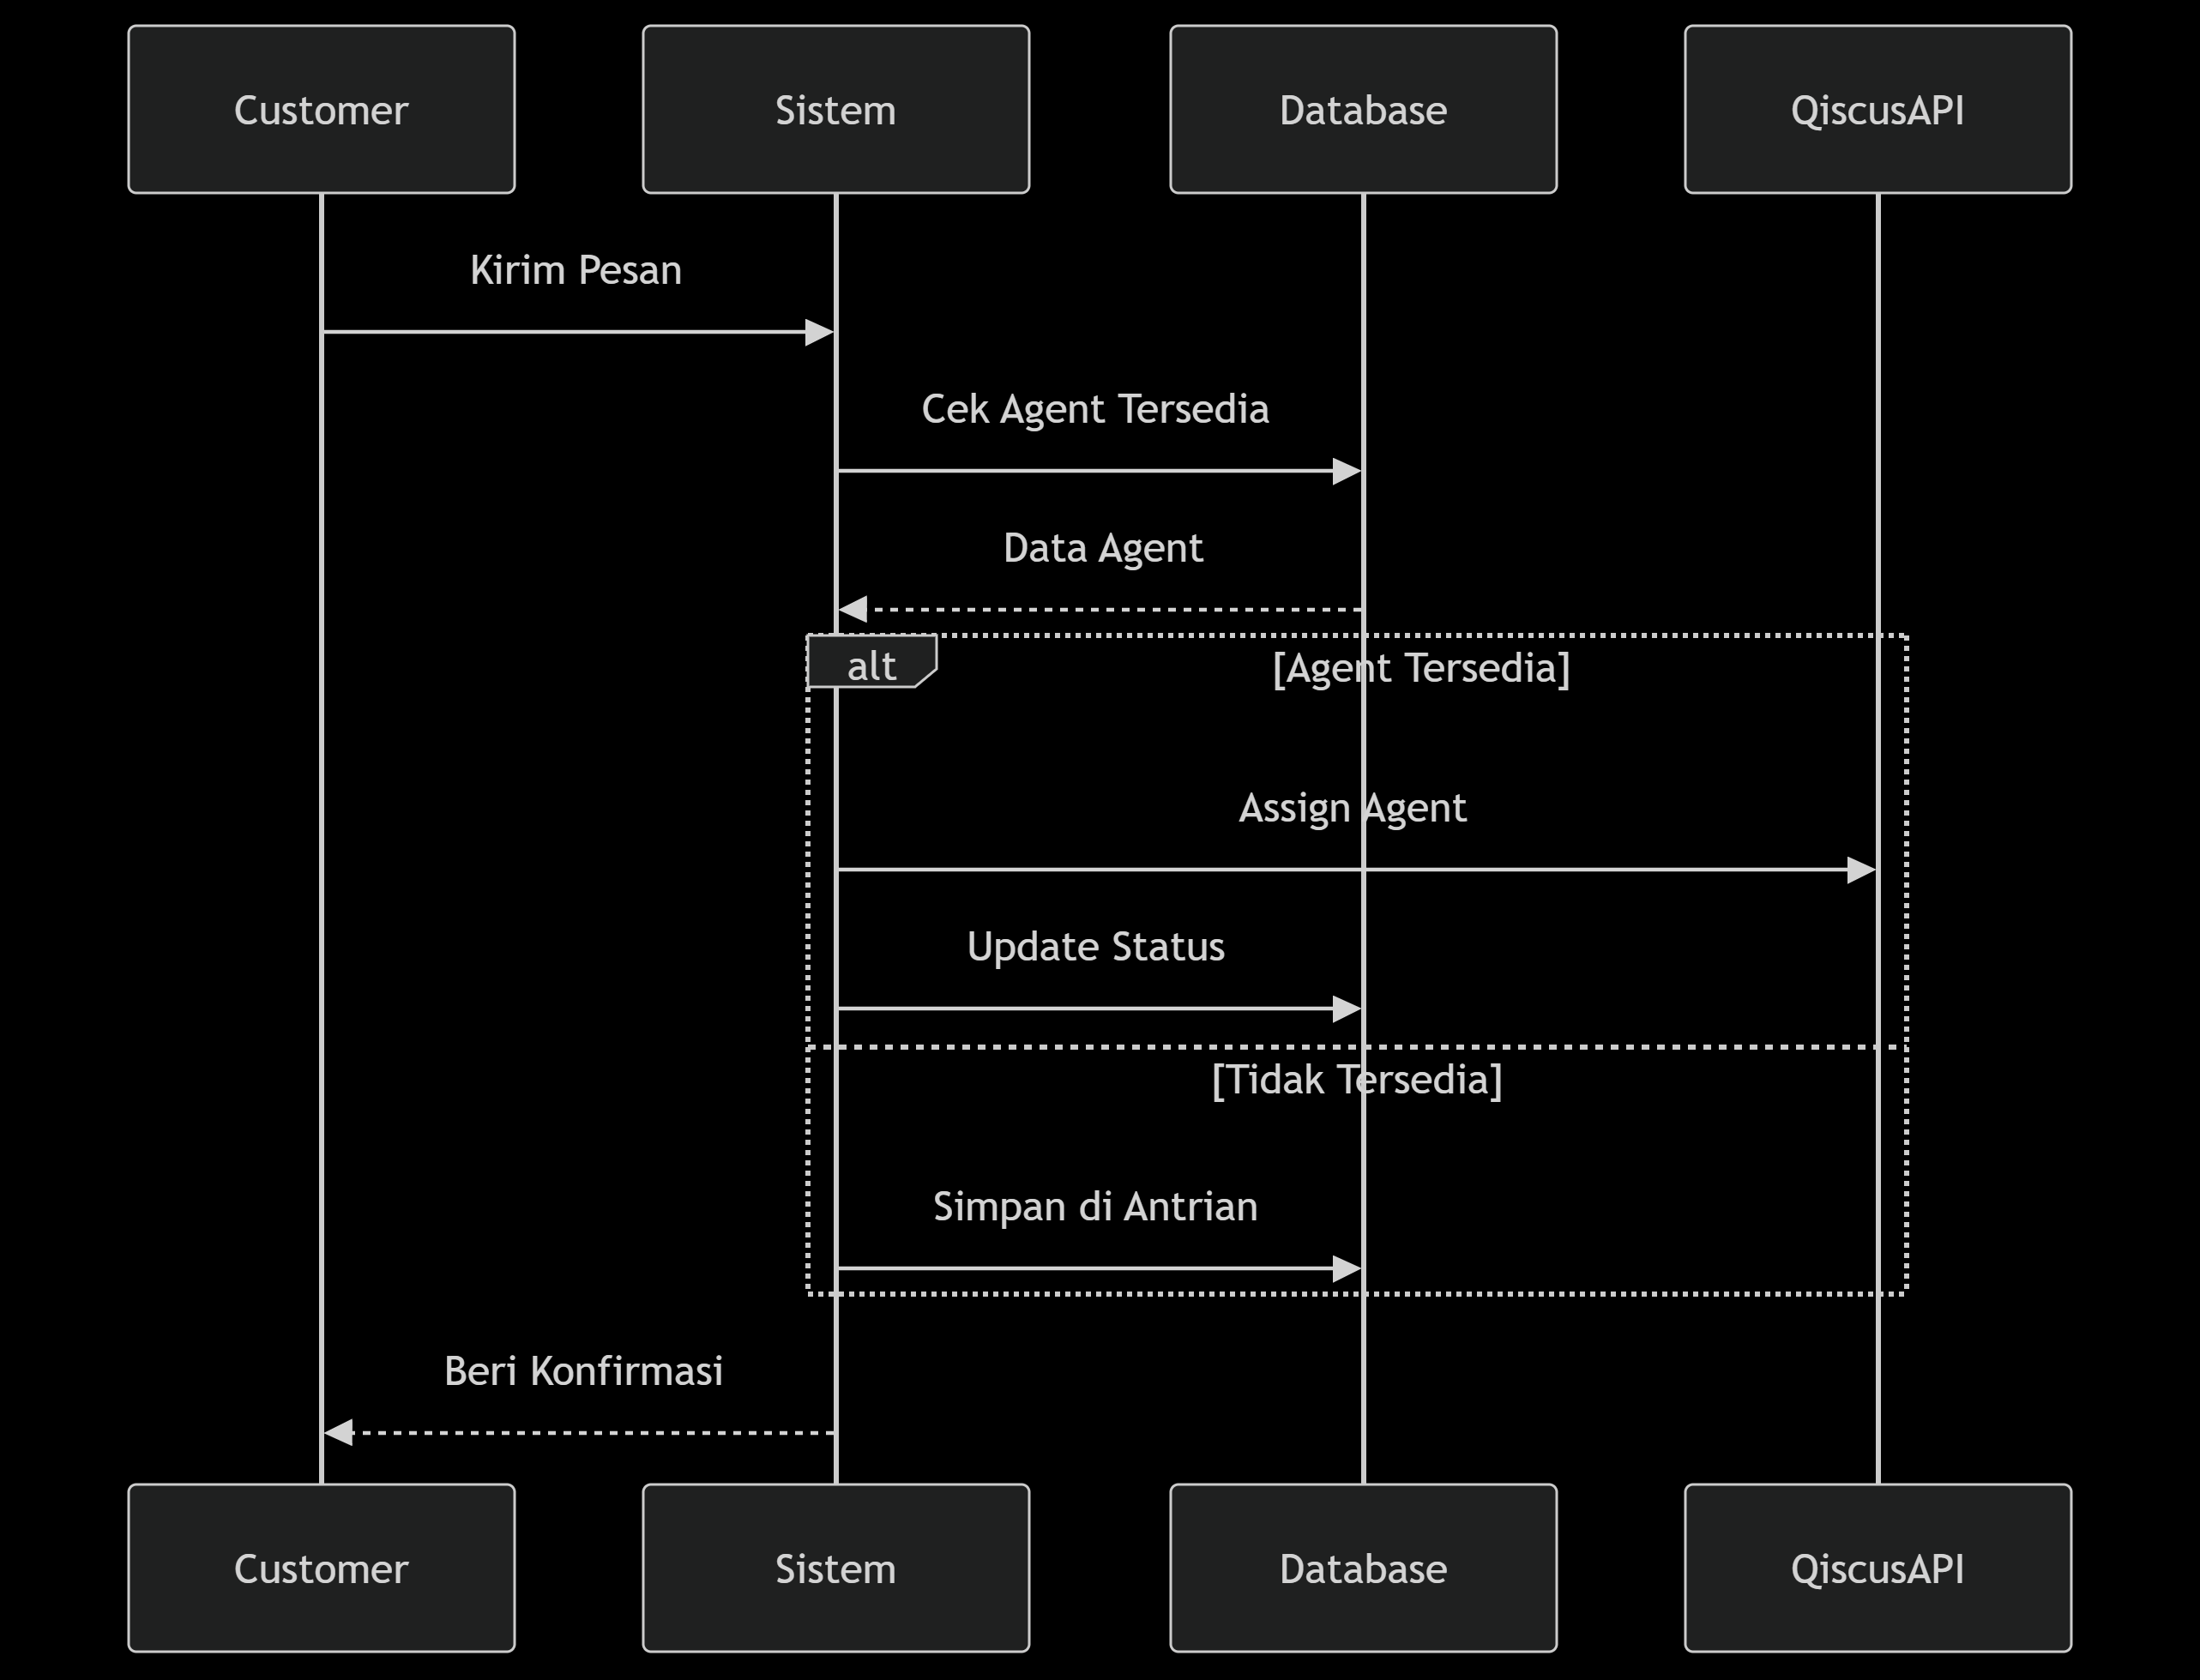 Customer
Sistem
Database
QiscusAPI
Kirim Pesan
Cek Agent Tersedia
Data Agent
alt
[Agent Tersedia]
Assign Agent
Update Status
[Tidak Tersedia]
Simpan di Antrian
Beri Konfirmasi
Customer
Sistem
Database
QiscusAPI